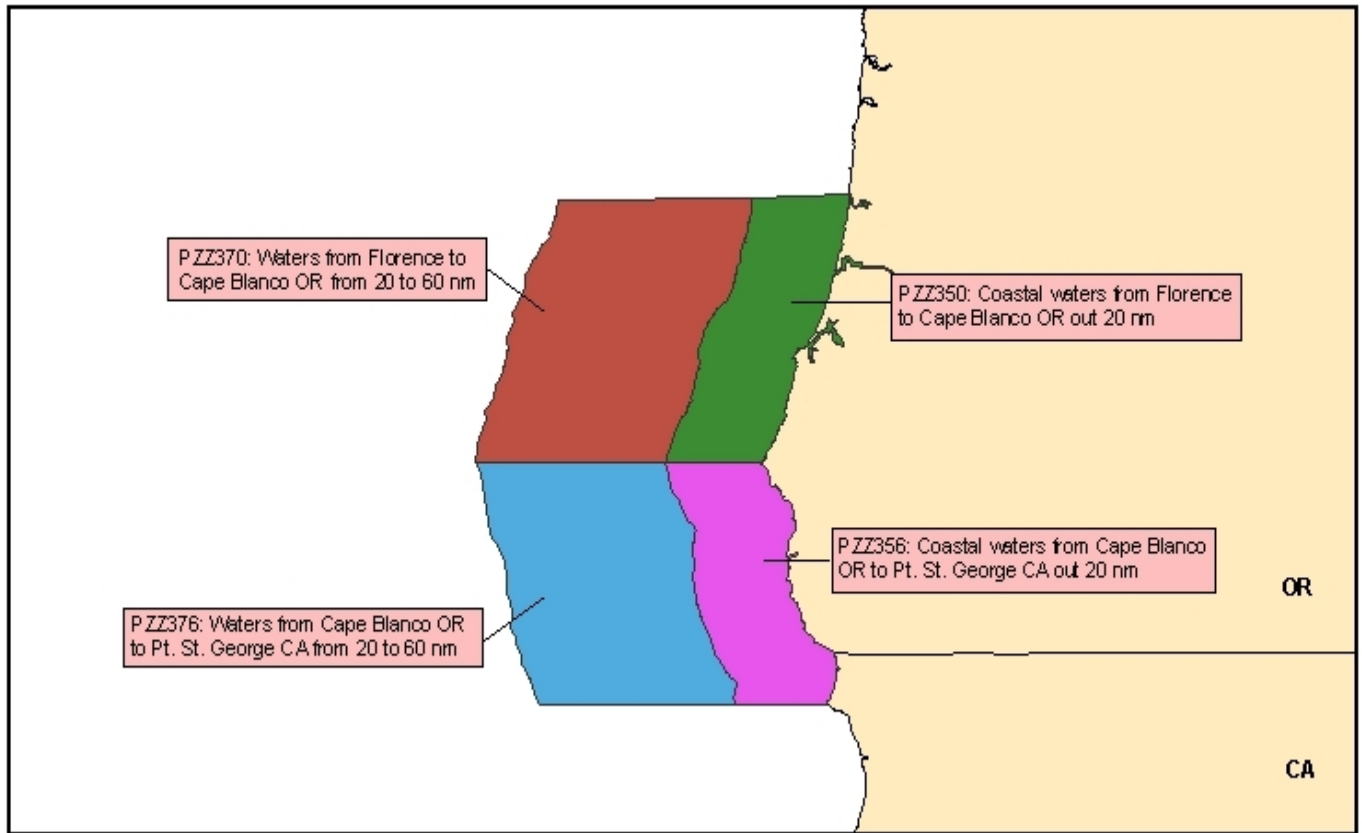 PZZ370: Waters from Florence to
Cape Blanco OR from 20 to 60 nm
PZZ350: Coastal waters from Florence
to Cape Blanco OR out 20 nm
PZZ356: Coastal waters from Cape Blanco
OR to Pt. St. George CA out 20 nm
OR
PZZ376: Waters from Cape Blanco OR
to Pt. St. George CA from 20 to 60 nm
CA